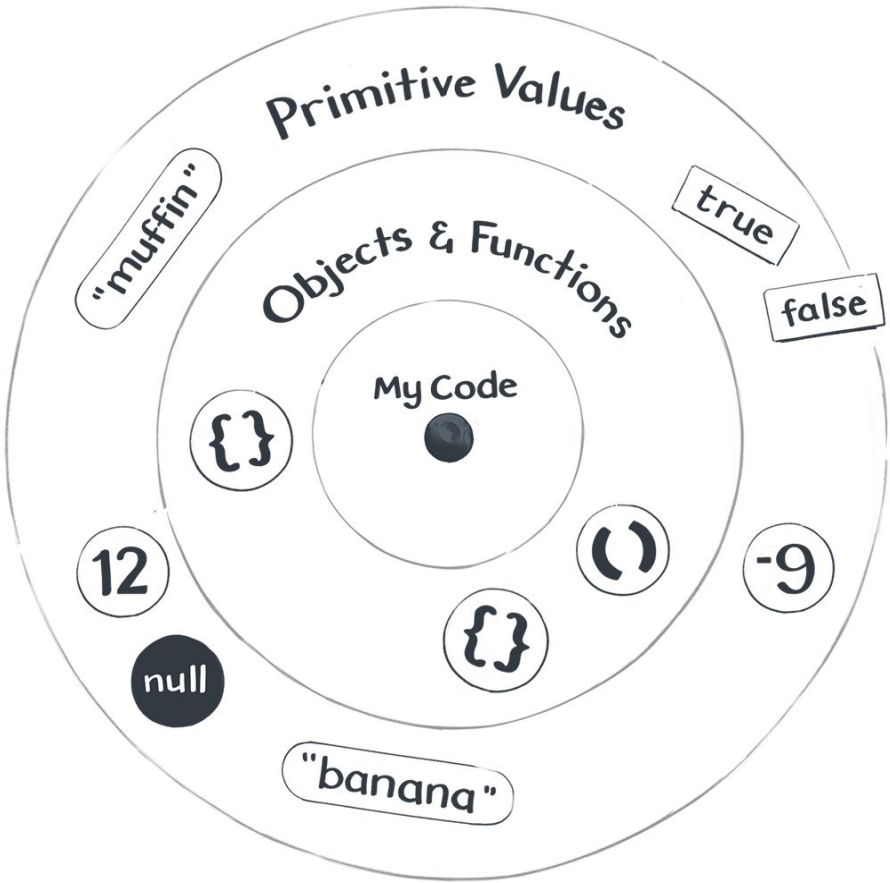 Primitive Values
"muffin"
true
Objects & Functions
false
My Code
{}
12
()
-9
{}
null
"banana"